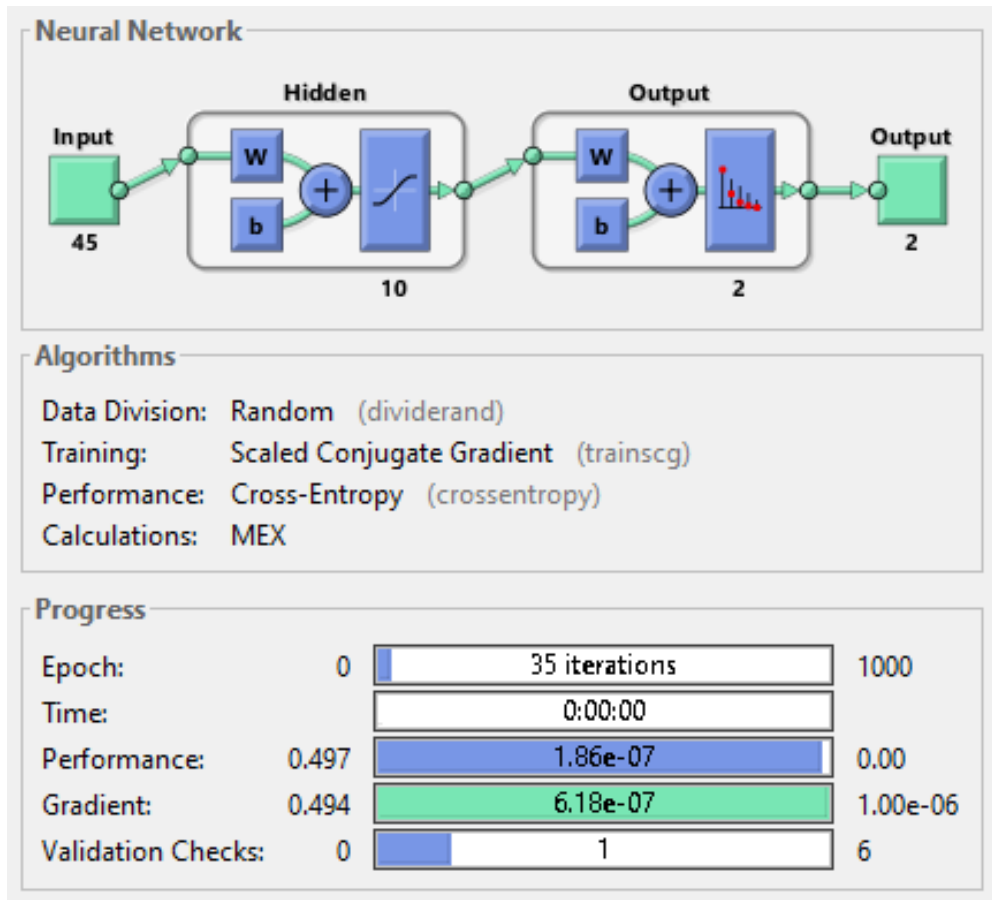 Neural Network
Hidden
Output
Input
Output
W
W
+
+
b
b
45
2
10
2
Algorithms
Data Division: Random (dividerand)
Training: Scaled Conjugate Gradient (trainscg)
Performance: Cross-Entropy (crossentropy)
Calculations: MEX
Progress
Epoch: 0 35 iterations 1000
Time: 0:00:00
Performance: 0.497 1.86e-07 0.00
Gradient: 0.494 6.18e-07 1.00e-06
Validation Checks: 0 1 6